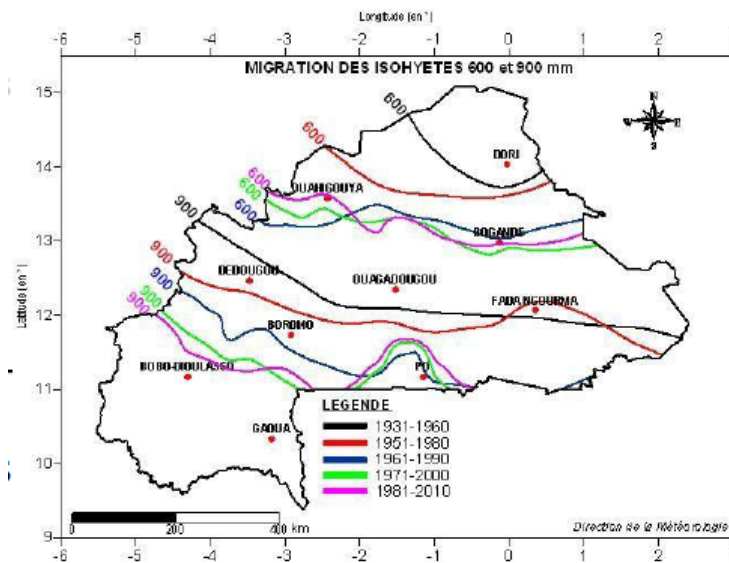 Longitude (en °)
-6 -5 -4 -3 -2 -1 0 1 2
MIGRATION DES ISOHYETES 600 et 900 mm
15
14
13
12
11
10
9
Latitude (en °)
N
W E
S
600
DORI
600
600
600
600
OUAHIGOUYA
BOGANDE
900
900
900
900
900
DEDOUGOU
OUAGADOUGOU
FADA NGOURMA
BOROMO
BOBO-DIOULASSO
PO
GAOUA
LEGENDE
1931-1960
1951-1980
1961-1990
1971-2000
1981-2010
0 200 400 km
Direction de la Météorologie
-6 -5 -4 -3 -2 -1 0 1 2